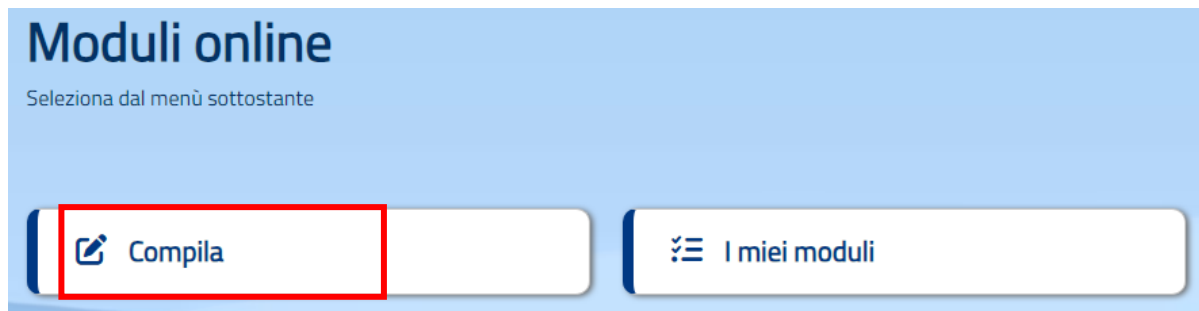 Moduli online
Seleziona dal menù sottostante
Compila
I miei moduli